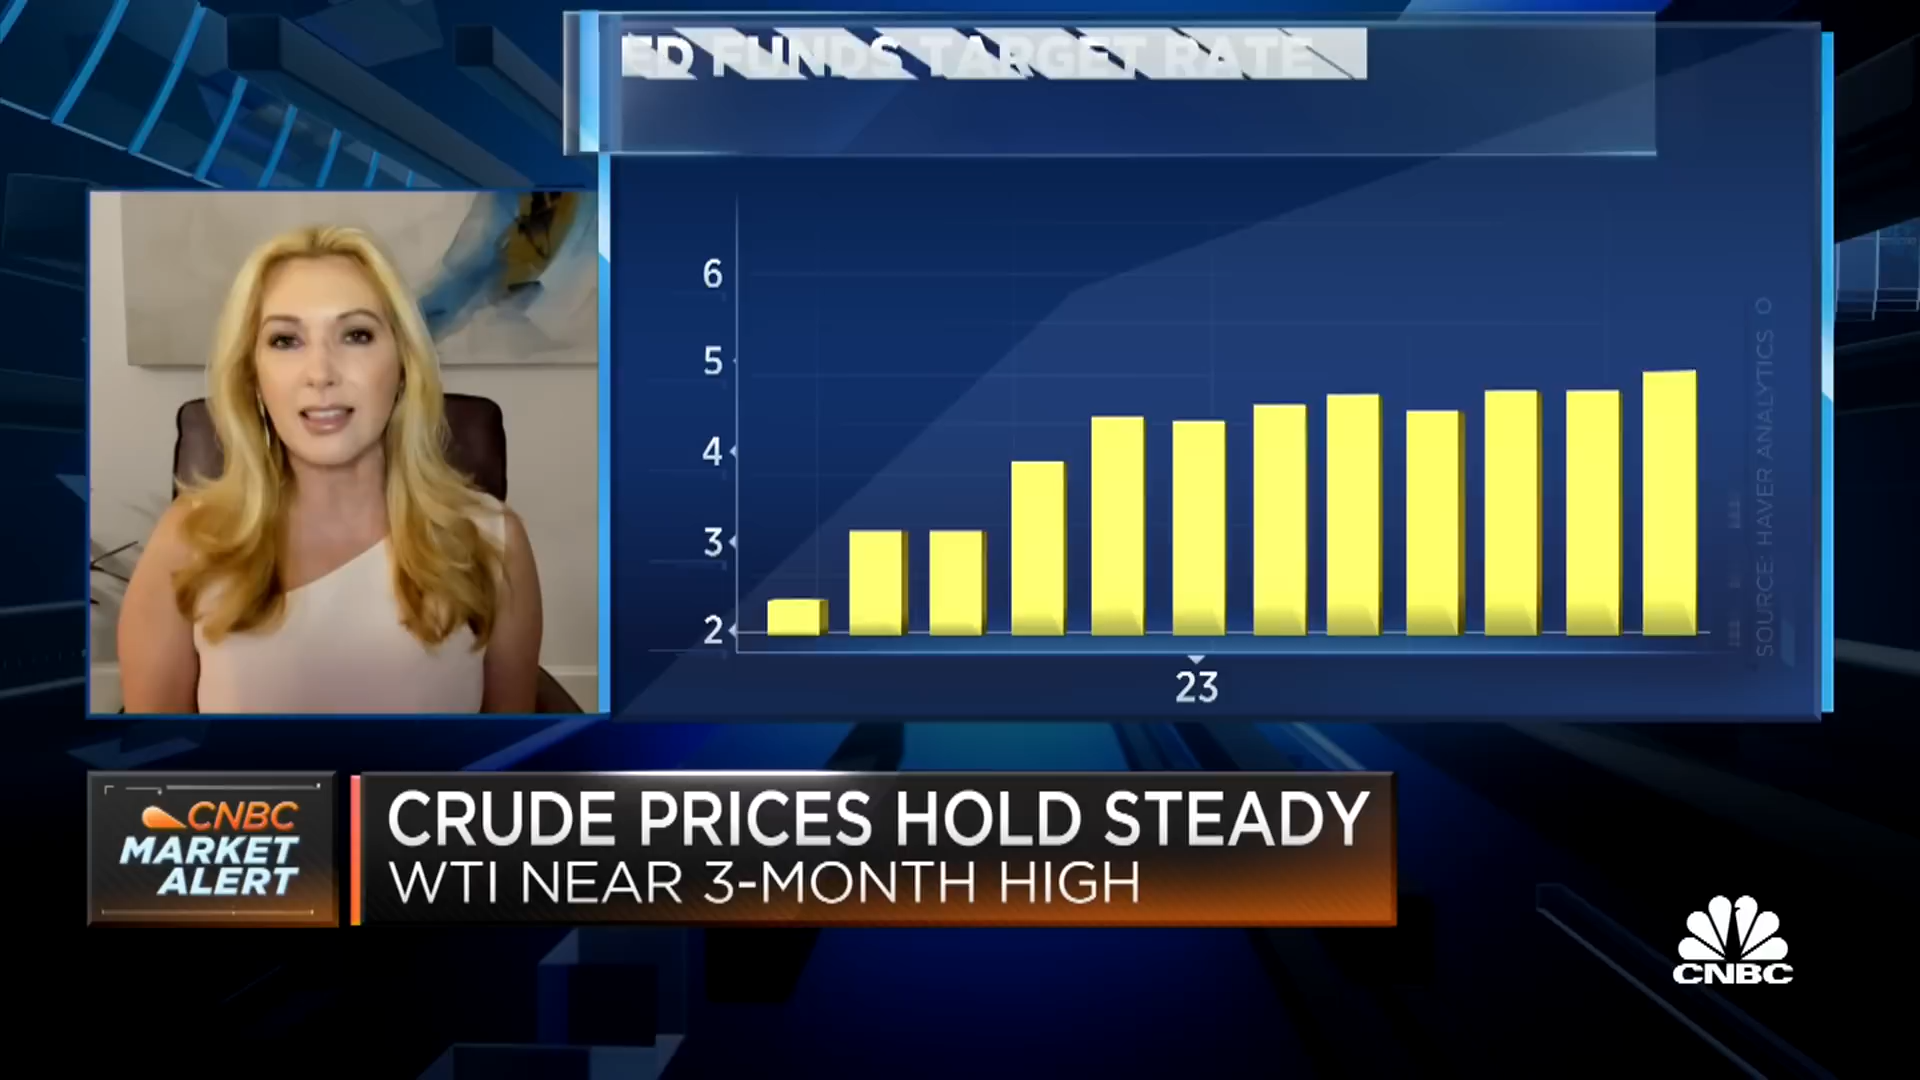 ED FUNDS TARGET RATE
6
5
4
3
2
23
SOURCE: HAVER ANALYTICS
CNBC
MARKET
ALERT
CRUDE PRICES HOLD STEADY
WTI NEAR 3-MONTH HIGH
CNBC